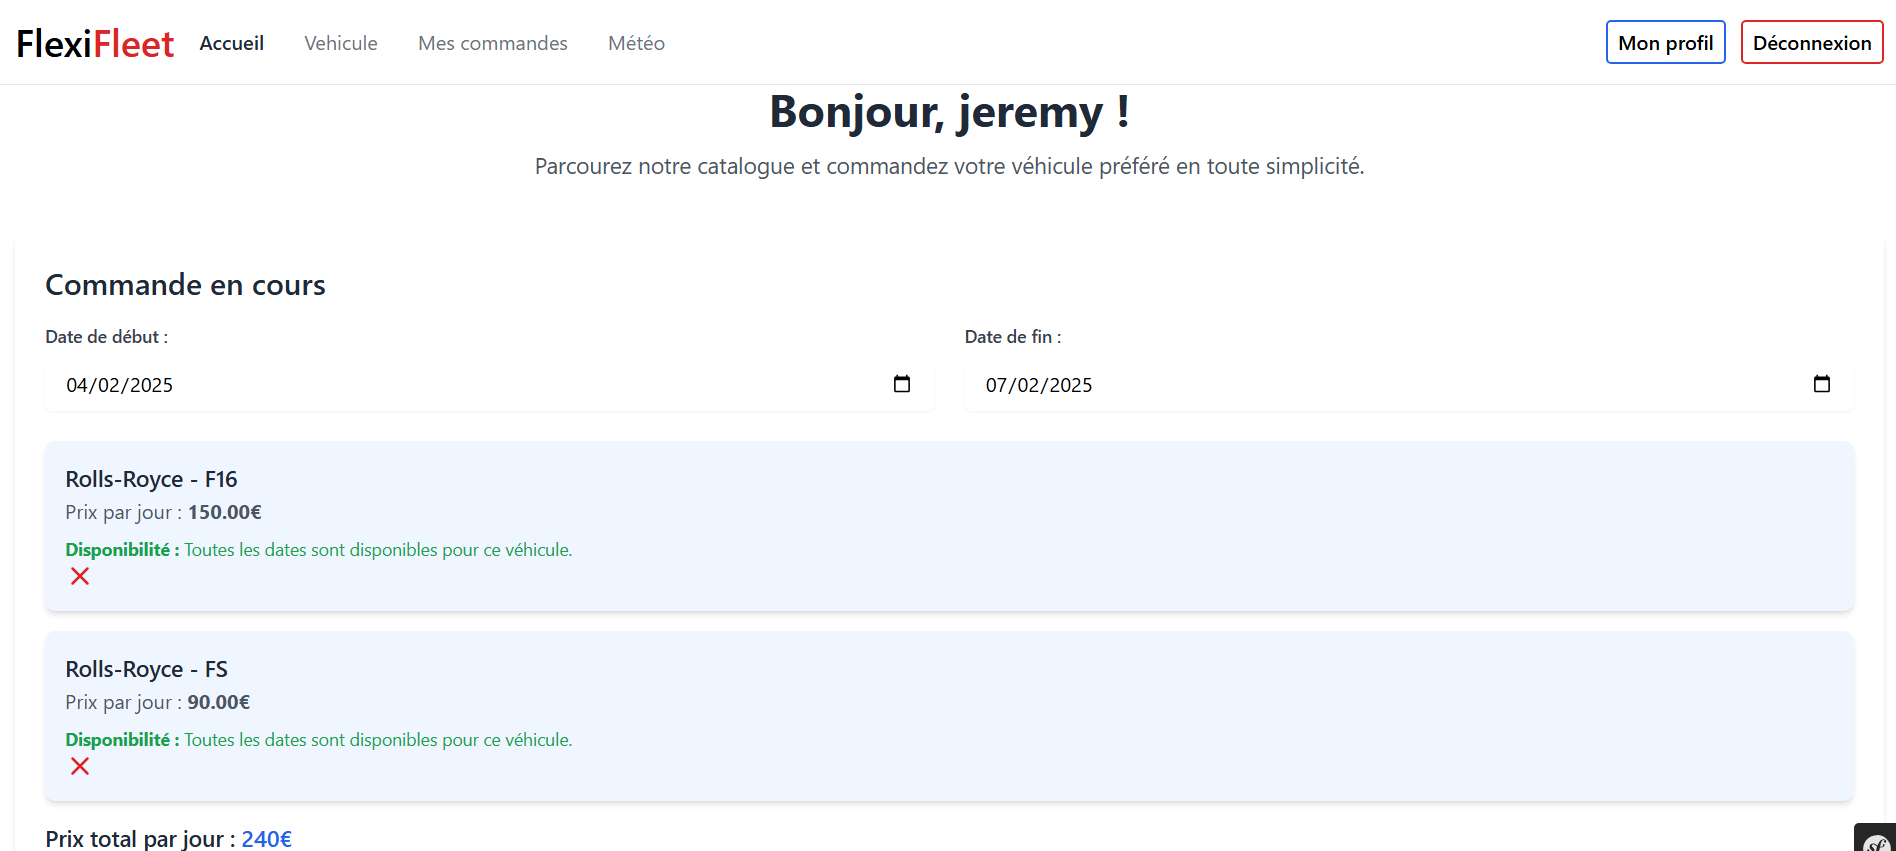 FlexiFleet Accueil Vehicule Mes commandes Météo Mon profil Déconnexion
Bonjour, jeremy !
Parcourez notre catalogue et commandez votre véhicule préféré en toute simplicité.
Commande en cours
Date de début : Date de fin :
04/02/2025 07/02/2025
Rolls-Royce - F16
Prix par jour : 150.00€
Disponibilité : Toutes les dates sont disponibles pour ce véhicule.
Rolls-Royce - FS
Prix par jour : 90.00€
Disponibilité : Toutes les dates sont disponibles pour ce véhicule.
Prix total par jour : 240€